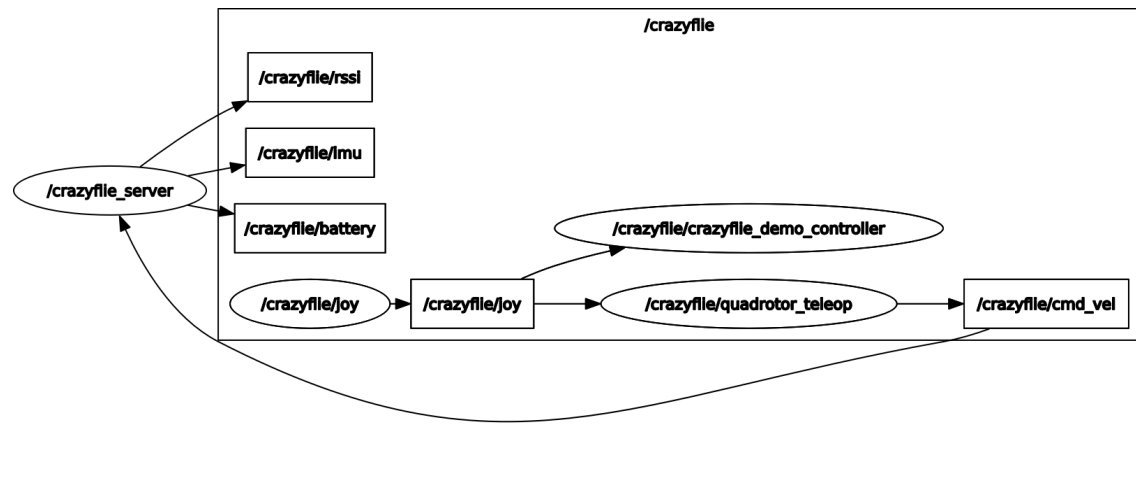 /crazyflie
/crazyflie/rssi
/crazyflie/imu
/crazyflie_server
/crazyflie/battery
/crazyflie/crazyflie_demo_controller
/crazyflie/joy
/crazyflie/joy
/crazyflie/quadrotor_teleop
/crazyflie/cmd_vel